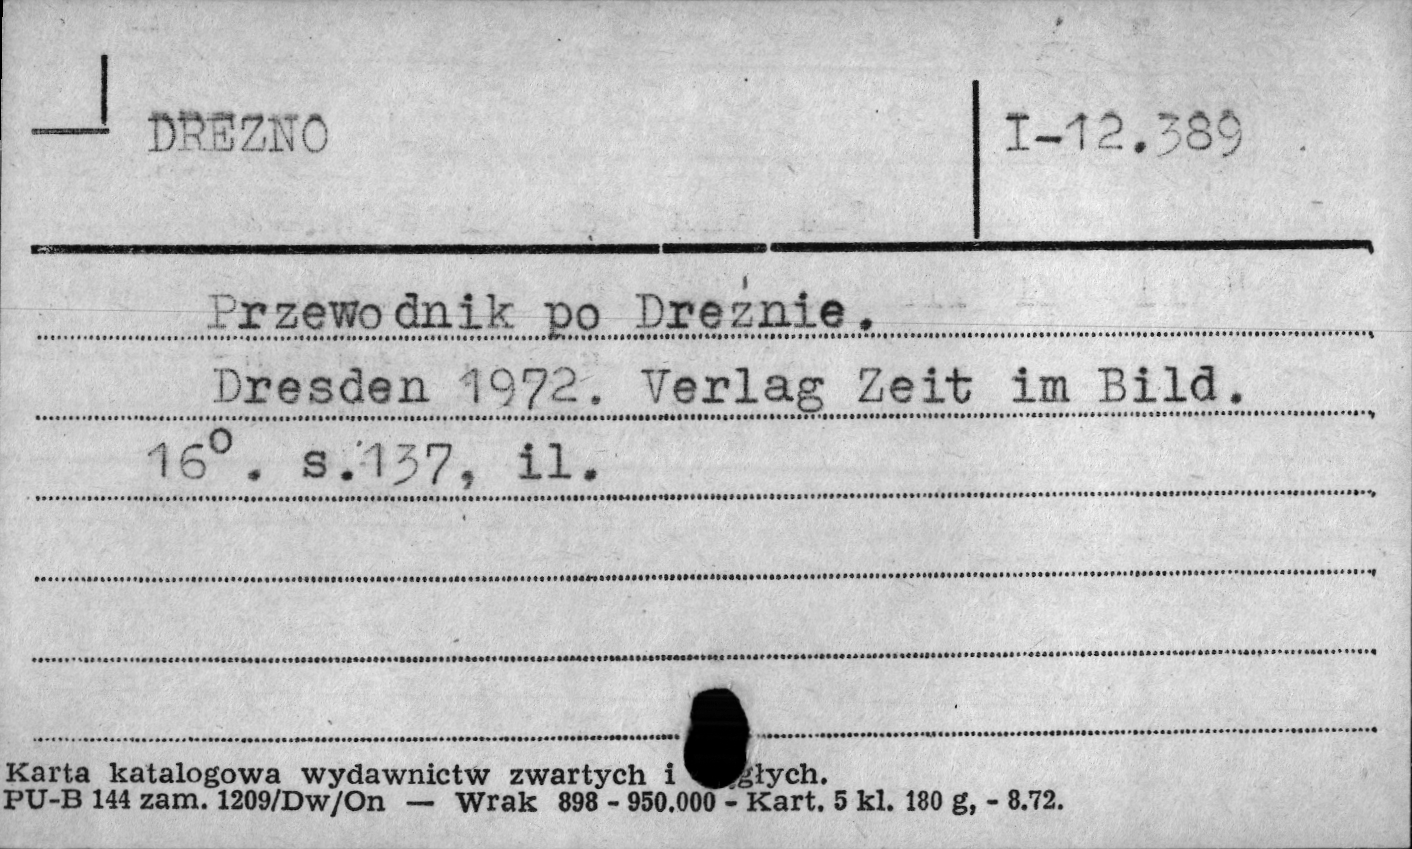 DREZNO
I-12.389
Przewodnik po Dreźnie.
Dresden 1972. Verlag Zeit im Bild.
16°. s.137, il.
Karta katalogowa wydawnictw zwartych i głych.
PU-B 144 zam. 1209/Dw/On — Wrak 898 - 950.000 - Kart. 5 kl. 180 g, - 8.72.